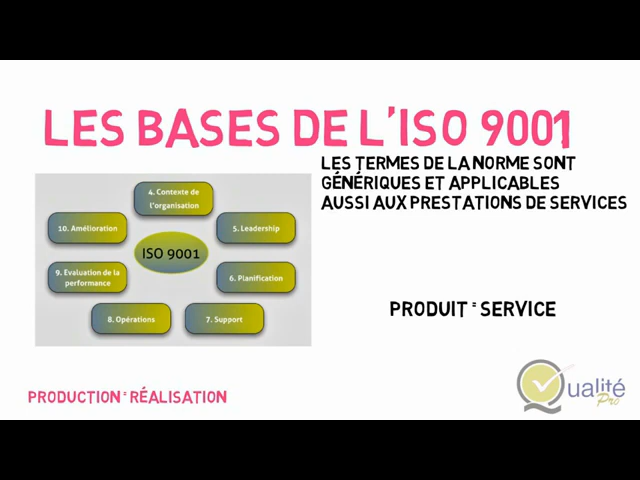 LES BASES DE L'ISO 9001
LES TERMES DE LA NORME SONT
GÉNÉRIQUES ET APPLICABLES
AUSSI AUX PRESTATIONS DE SERVICES
4. Contexte de
l'organisation
10. Amélioration
5. Leadership
ISO 9001
9. Evaluation de la
performance
6. Planification
8. Opérations
7. Support
PRODUIT = SERVICE
PRODUCTION = RÉALISATION
Qualité
Pro